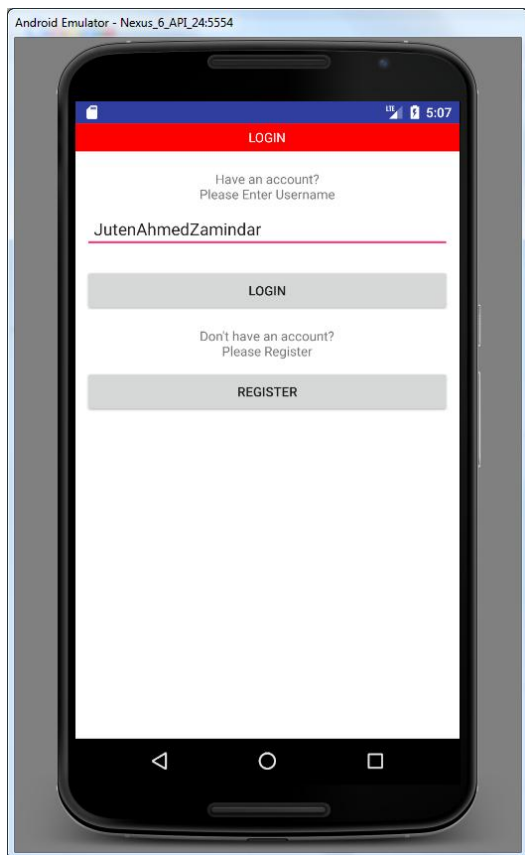 Android Emulator - Nexus_6_API_24:5554
LTE 5:07
LOGIN
Have an account?
Please Enter Username
JutenAhmedZamindar
LOGIN
Don't have an account?
Please Register
REGISTER